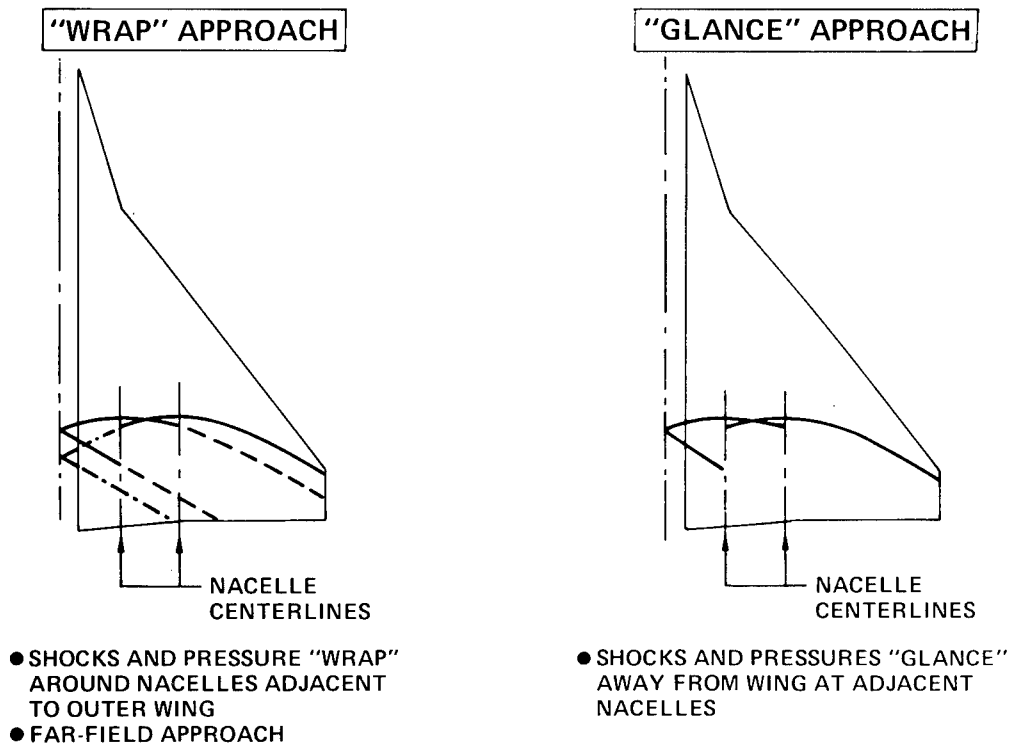 "WRAP" APPROACH
NACELLE
CENTERLINES
● SHOCKS AND PRESSURE "WRAP"
AROUND NACELLES ADJACENT
TO OUTER WING
● FAR-FIELD APPROACH
"GLANCE" APPROACH
NACELLE
CENTERLINES
● SHOCKS AND PRESSURES "GLANCE"
AWAY FROM WING AT ADJACENT
NACELLES